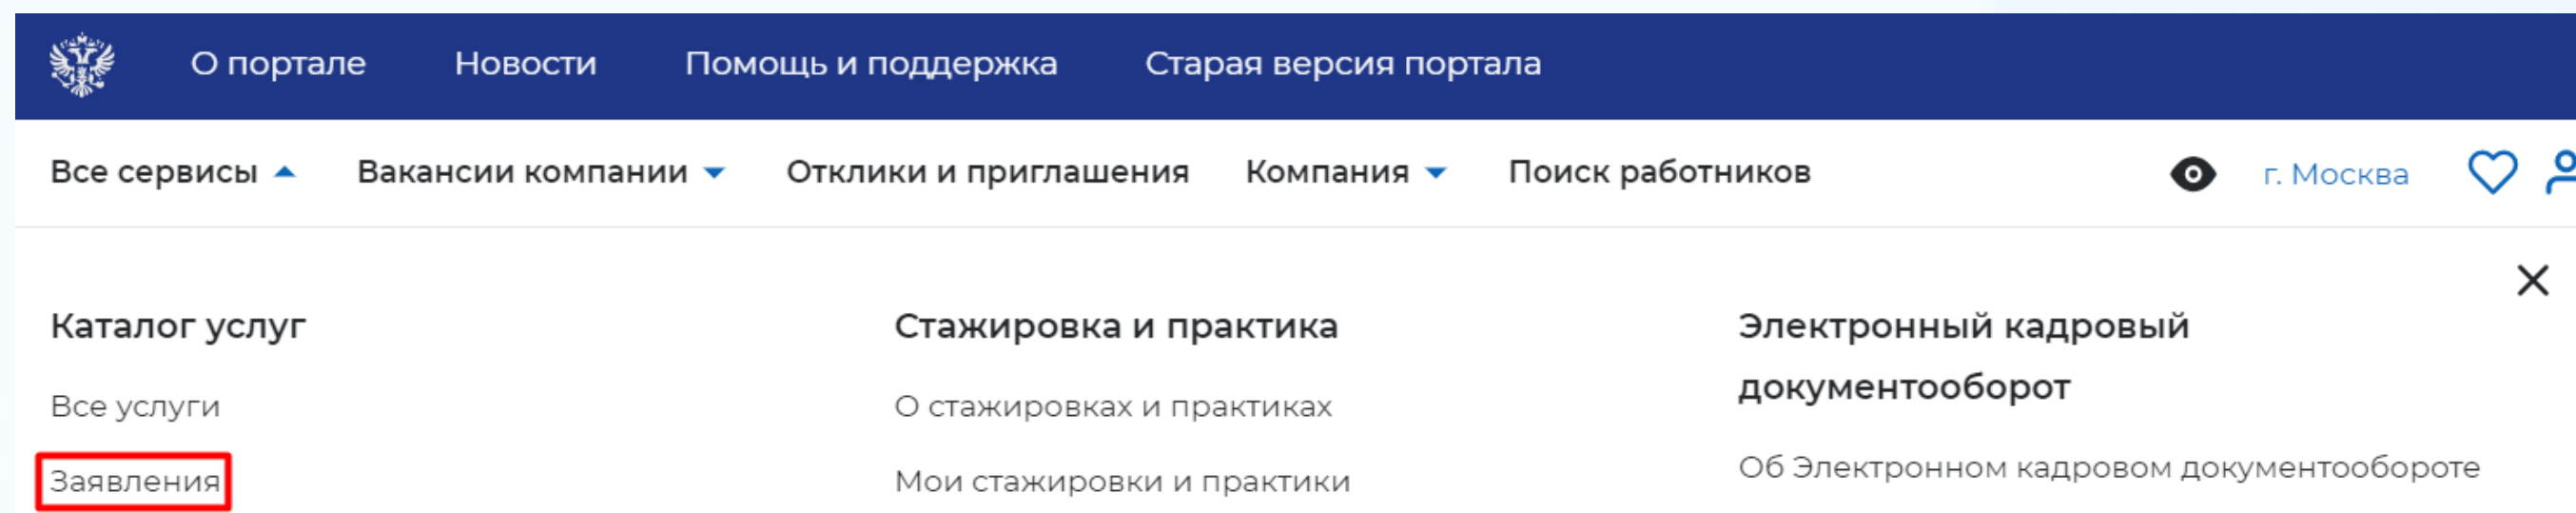 О портале Новости Помощь и поддержка Старая версия портала
Все сервисы Вакансии компании Отклики и приглашения Компания Поиск работников г. Москва
Каталог услуг Стажировка и практика Электронный кадровый
документооборот
Все услуги О стажировках и практиках
Заявления Мои стажировки и практики Об Электронном кадровом документообороте